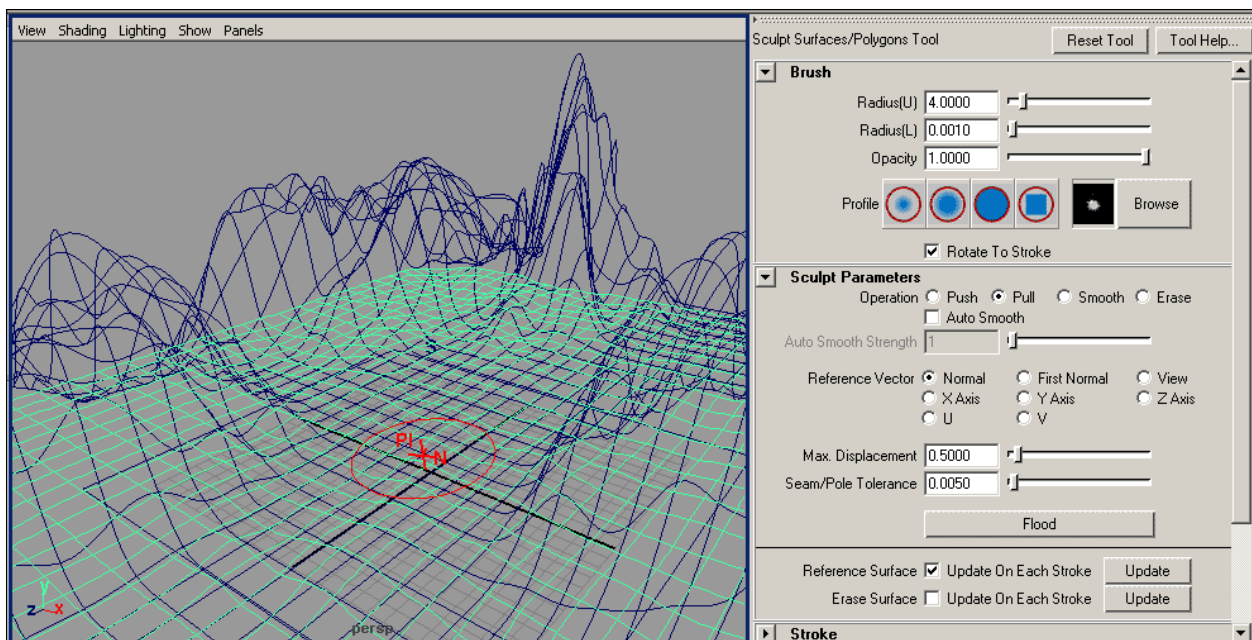 View Shading Lighting Show Panels
Sculpt Surfaces/Polygons Tool Reset Tool Tool Help...
Brush
Radius(U) 4.0000
Radius(L) 0.0010
Opacity 1.0000
Profile Browse
Rotate To Stroke
Sculpt Parameters
Operation Push Pull Smooth Erase
Auto Smooth
Auto Smooth Strength 1
Reference Vector Normal First Normal View
X Axis Y Axis Z Axis
U V
Max. Displacement 0.5000
Seam/Pole Tolerance 0.0050
Flood
Reference Surface Update On Each Stroke Update
Erase Surface Update On Each Stroke Update
Stroke
Pl N
y
z x
persp